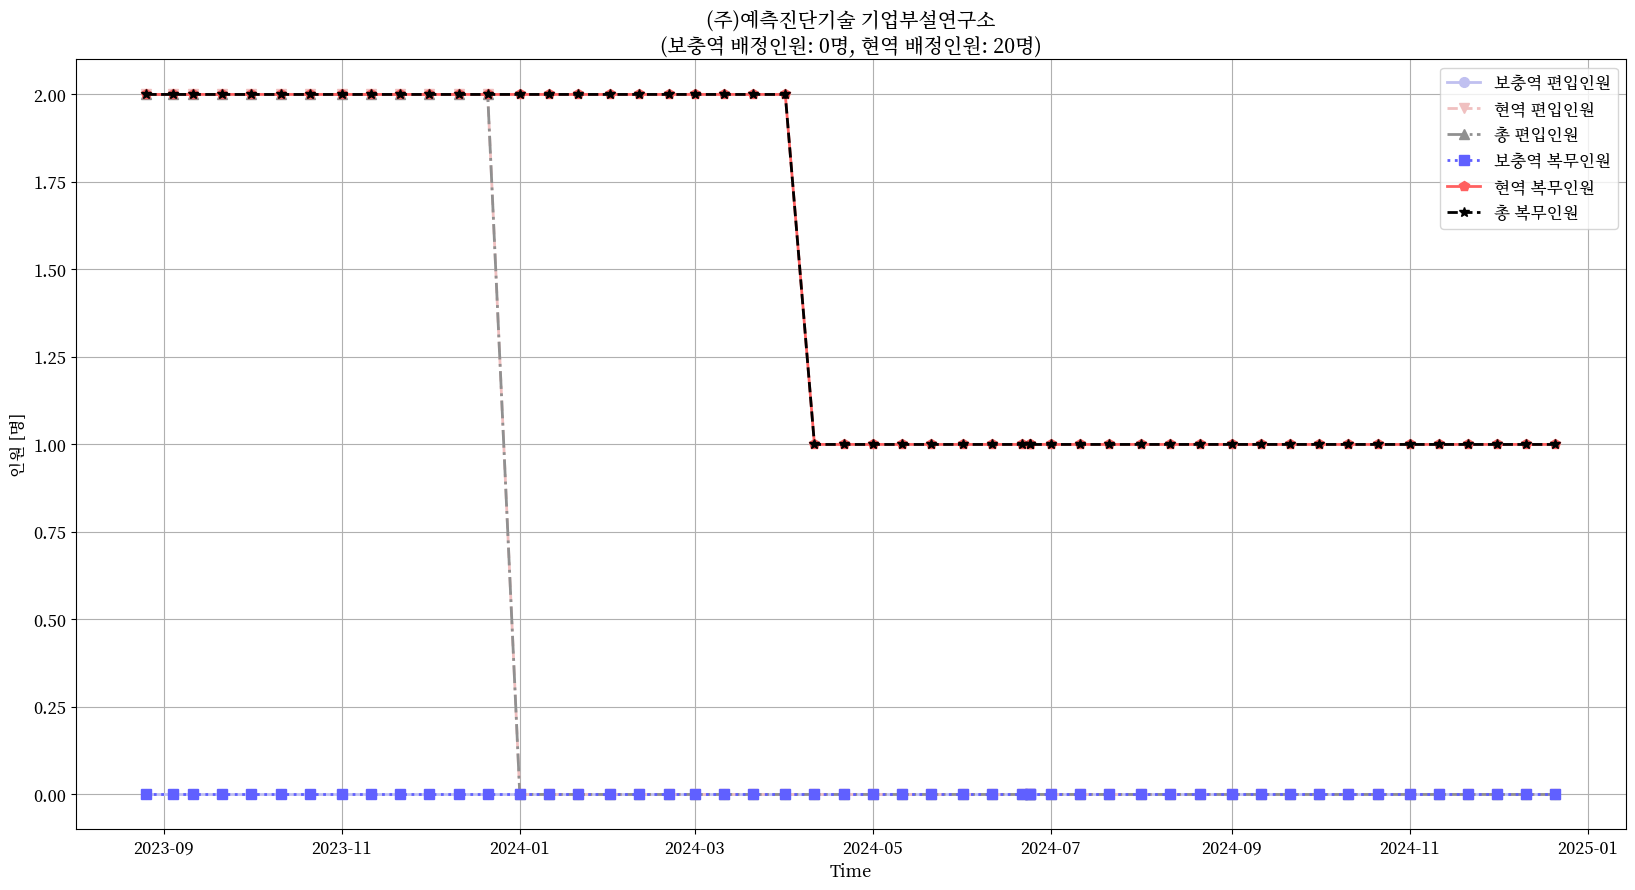 (주)예측진단기술 기업부설연구소
(보충역 배정인원: 0명, 현역 배정인원: 20명)
보충역 편입인원
현역 편입인원
총 편입인원
보충역 복무인원
현역 복무인원
총 복무인원
인원 [명]
2.00
1.75
1.50
1.25
1.00
0.75
0.50
0.25
0.00
2023-09 2023-11 2024-01 2024-03 2024-05 2024-07 2024-09 2024-11 2025-01
Time